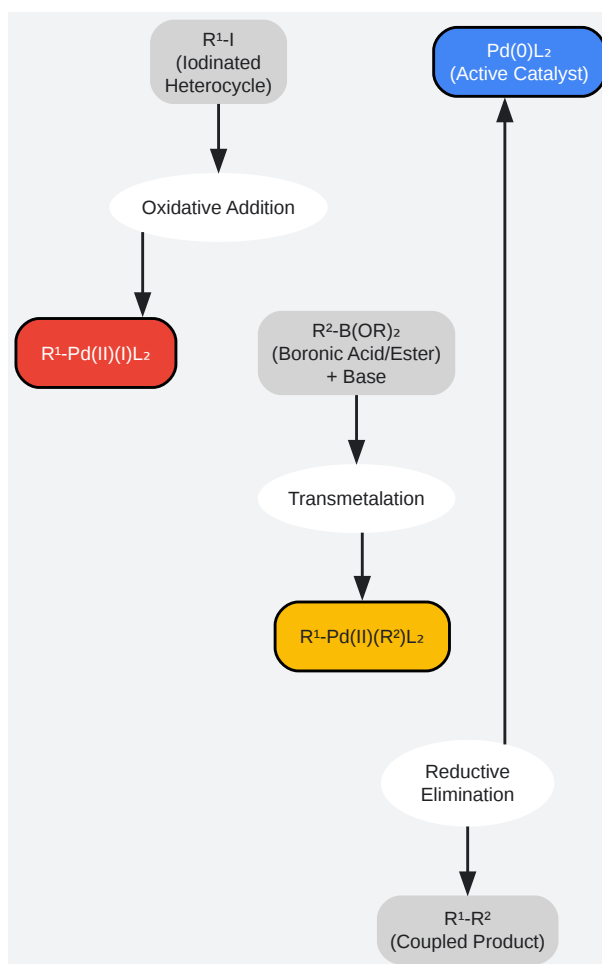 R¹-I
(Iodinated
Heterocycle)
Pd(0)L₂
(Active Catalyst)
Oxidative Addition
R¹-Pd(II)(I)L₂
R²-B(OR)₂
(Boronic Acid/Ester)
+ Base
Transmetalation
R¹-Pd(II)(R²)L₂
Reductive
Elimination
R¹-R²
(Coupled Product)